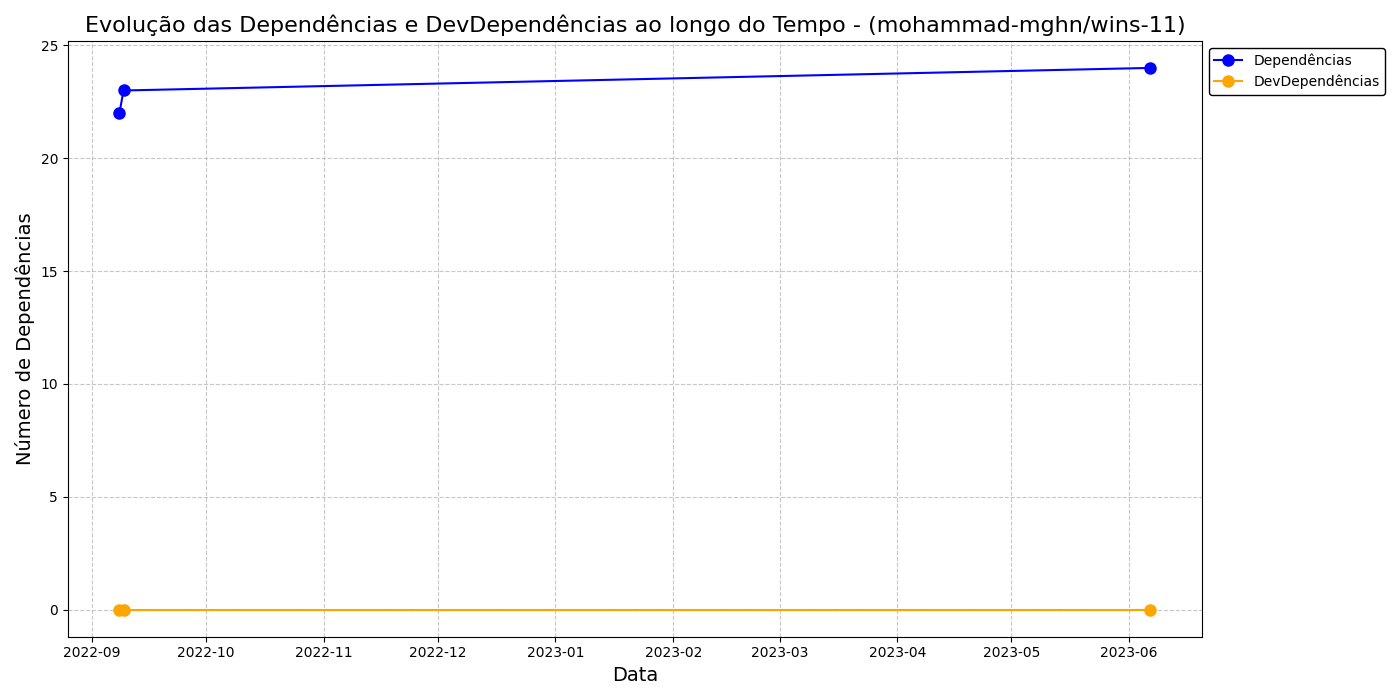 Evolução das Dependências e DevDependências ao longo do Tempo - (mohammad-mghn/wins-11)
Dependências
DevDependências
Número de Dependências
25
20
15
10
5
0
2022-09 2022-10 2022-11 2022-12 2023-01 2023-02 2023-03 2023-04 2023-05 2023-06
Data